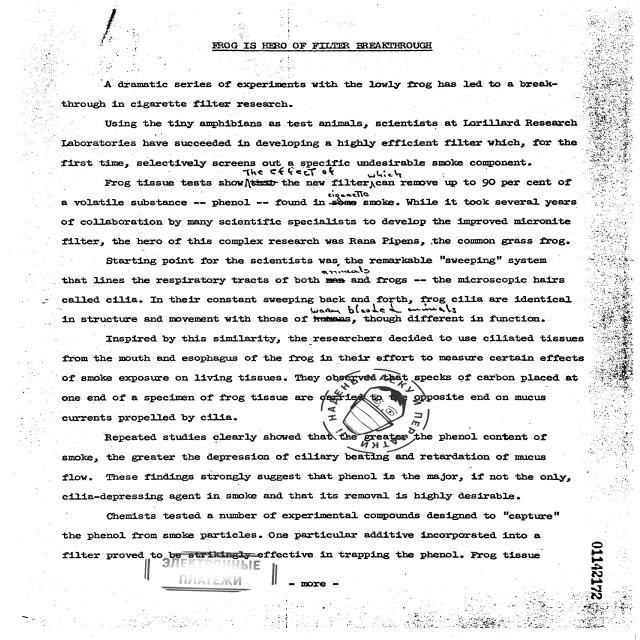 FROG IS HERO OF FILTER BREAKTHROUGH
A dramatic series of experiments with the lowly frog has led to a break-
through in cigarette filter research.
Using the tiny amphibians as test animals, scientists at Lorillard Research
Laboratories have succeeded in developing a highly efficient filter which, for the
first time, selectively screens out a specific undesirable smoke component.
The effect of which
Frog tissue tests show that the new filter can remove up to 90 per cent of
cigarette
a volatile substance -- phenol -- found in some smoke. While it took several years
of collaboration by many scientific specialists to develop the improved micronite
filter, the hero of this complex research was Rana Pipens, the common grass frog.
Starting point for the scientists was the remarkable "sweeping" system
animals
that lines the respiratory tracts of both man and frogs -- the microscopic hairs
called cilia. In their constant sweeping back and forth, frog cilia are identical
warm blooded animals
in structure and movement with those of humans, though different in function.
Inspired by this similarity, the researchers decided to use ciliated tissues
from the mouth and esophagus of the frog in their effort to measure certain effects
of smoke exposure on living tissues. They observed that specks of carbon placed at
one end of a specimen of frog tissue are carried to the opposite end on mucus
currents propelled by cilia.
Repeated studies clearly showed that the greater the phenol content of
smoke, the greater the depression of ciliary beating and retardation of mucus
flow. These findings strongly suggest that phenol is the major, if not the only,
cilia-depressing agent in smoke and that its removal is highly desirable.
Chemists tested a number of experimental compounds designed to "capture"
the phenol from smoke particles. One particular additive incorporated into a
filter proved to be strikingly effective in trapping the phenol. Frog tissue
ЭЛЕКТРОННЫЕ
ПЛАТЕЖИ
- more -
01142172